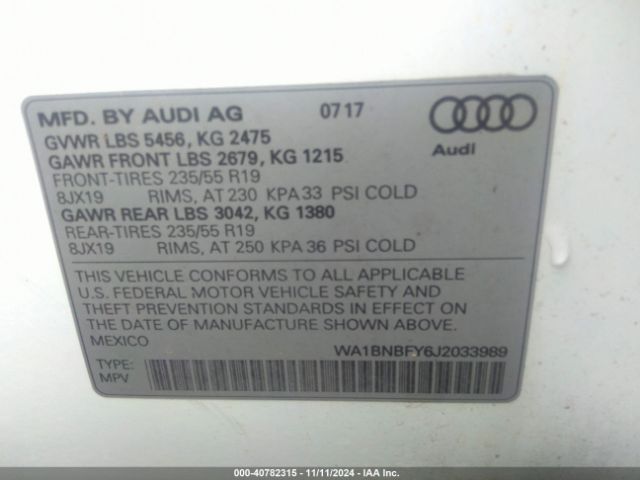 MFD. BY AUDI AG 07 17
GVWR LBS 5456, KG 2475
GAWR FRONT LBS 2679, KG 1215
Audi
FRONT-TIRES 235/55 R19
8JX19 RIMS, AT 230 KPA 33 PSI COLD
GAWR REAR LBS 3042, KG 1380
REAR-TIRES 235/55 R19
8JX19 RIMS, AT 250 KPA 36 PSI COLD
THIS VEHICLE CONFORMS TO ALL APPLICABLE
U.S. FEDERAL MOTOR VEHICLE SAFETY AND
THEFT PREVENTION STANDARDS IN EFFECT ON
THE DATE OF MANUFACTURE SHOWN ABOVE.
MEXICO
WA1BNBFY6J2033989
TYPE:
MPV
000-40782315 - 11/11/2024 - IAA Inc.